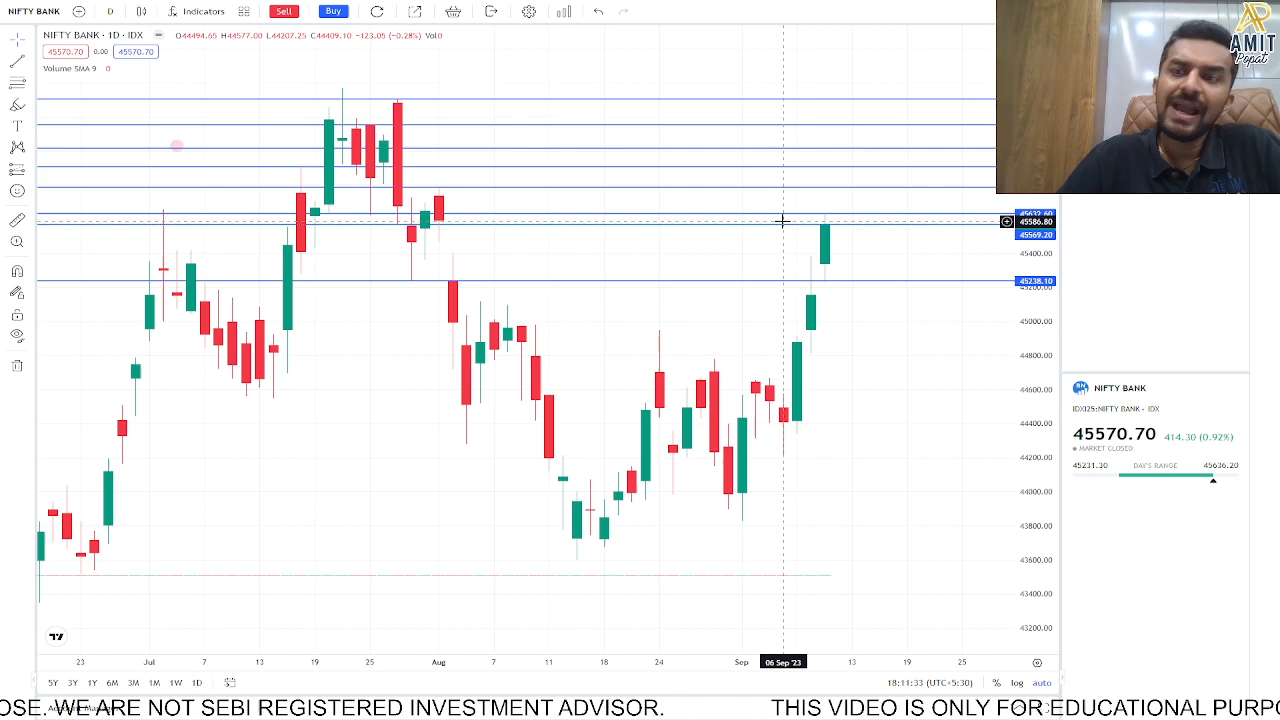 NIFTY BANK D Indicators Sell Buy
NIFTY BANK · 1D · IDX O44494.65 H44577.00 L44207.25 C44409.10 −123.05 (−0.28%) Vol0
45570.70 0.00 45570.70
Volume SMA 9 0
AP
AMIT
Popat
45632.60
45586.80
45569.20
45400.00
45238.10
45200.00
45000.00
44800.00
44600.00
44400.00
44200.00
44000.00
43800.00
43600.00
43400.00
43200.00
NIFTY BANK
IDXI25:NIFTY BANK · IDX
45570.70 414.30 (0.92%)
MARKET CLOSED
45231.30 DAY'S RANGE 45636.20
23 Jul 7 13 19 25 Aug 7 11 18 24 Sep 06 Sep '23 13 19 25
5Y 3Y 1Y 6M 3M 1M 1W 1D 18:11:33 (UTC+5:30) % log auto
OSE. WE ARE NOT SEBI REGISTERED INVESTMENT ADVISOR. THIS VIDEO IS ONLY FOR EDUCATIONAL PURPO